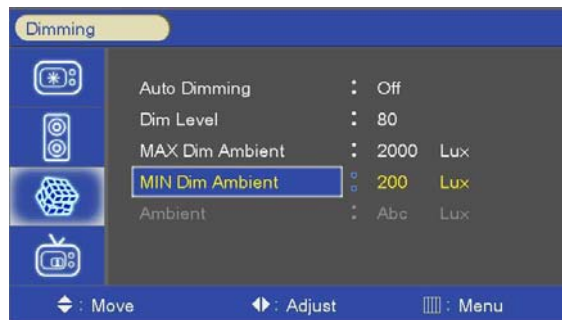 Dimming
Auto Dimming : Off
Dim Level : 80
MAX Dim Ambient : 2000 Lux
MIN Dim Ambient : 200 Lux
Ambient : Abc Lux
: Move : Adjust : Menu